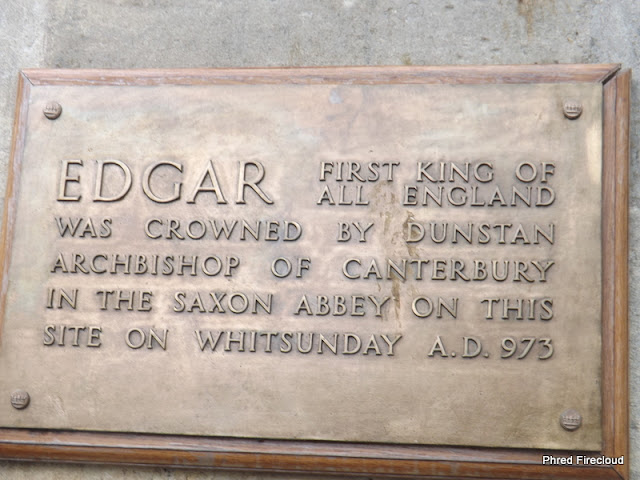 EDGAR FIRST KING OF
ALL ENGLAND
WAS CROWNED BY DUNSTAN
ARCHBISHOP OF CANTERBURY
IN THE SAXON ABBEY ON THIS
SITE ON WHITSUNDAY A.D. 973
Phred Firecloud